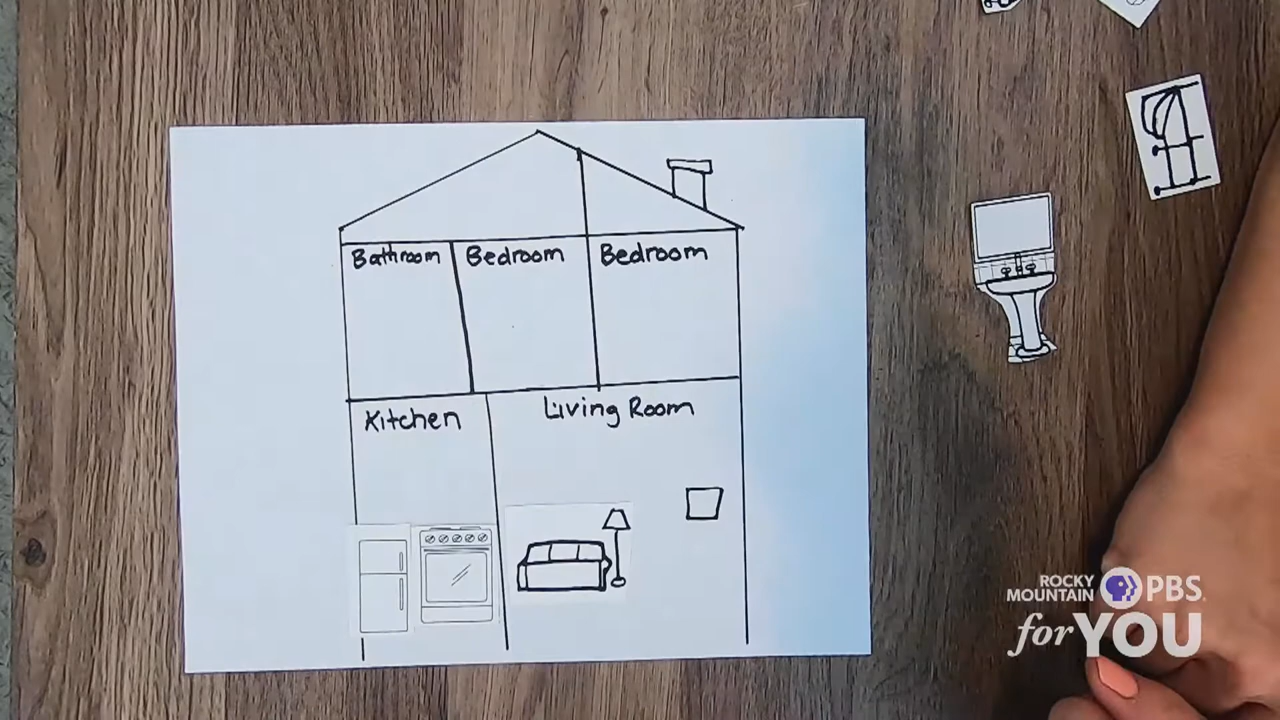 Bathroom
Bedroom
Bedroom
Kitchen
Living Room
ROCKY
MOUNTAIN PBS
for YOU